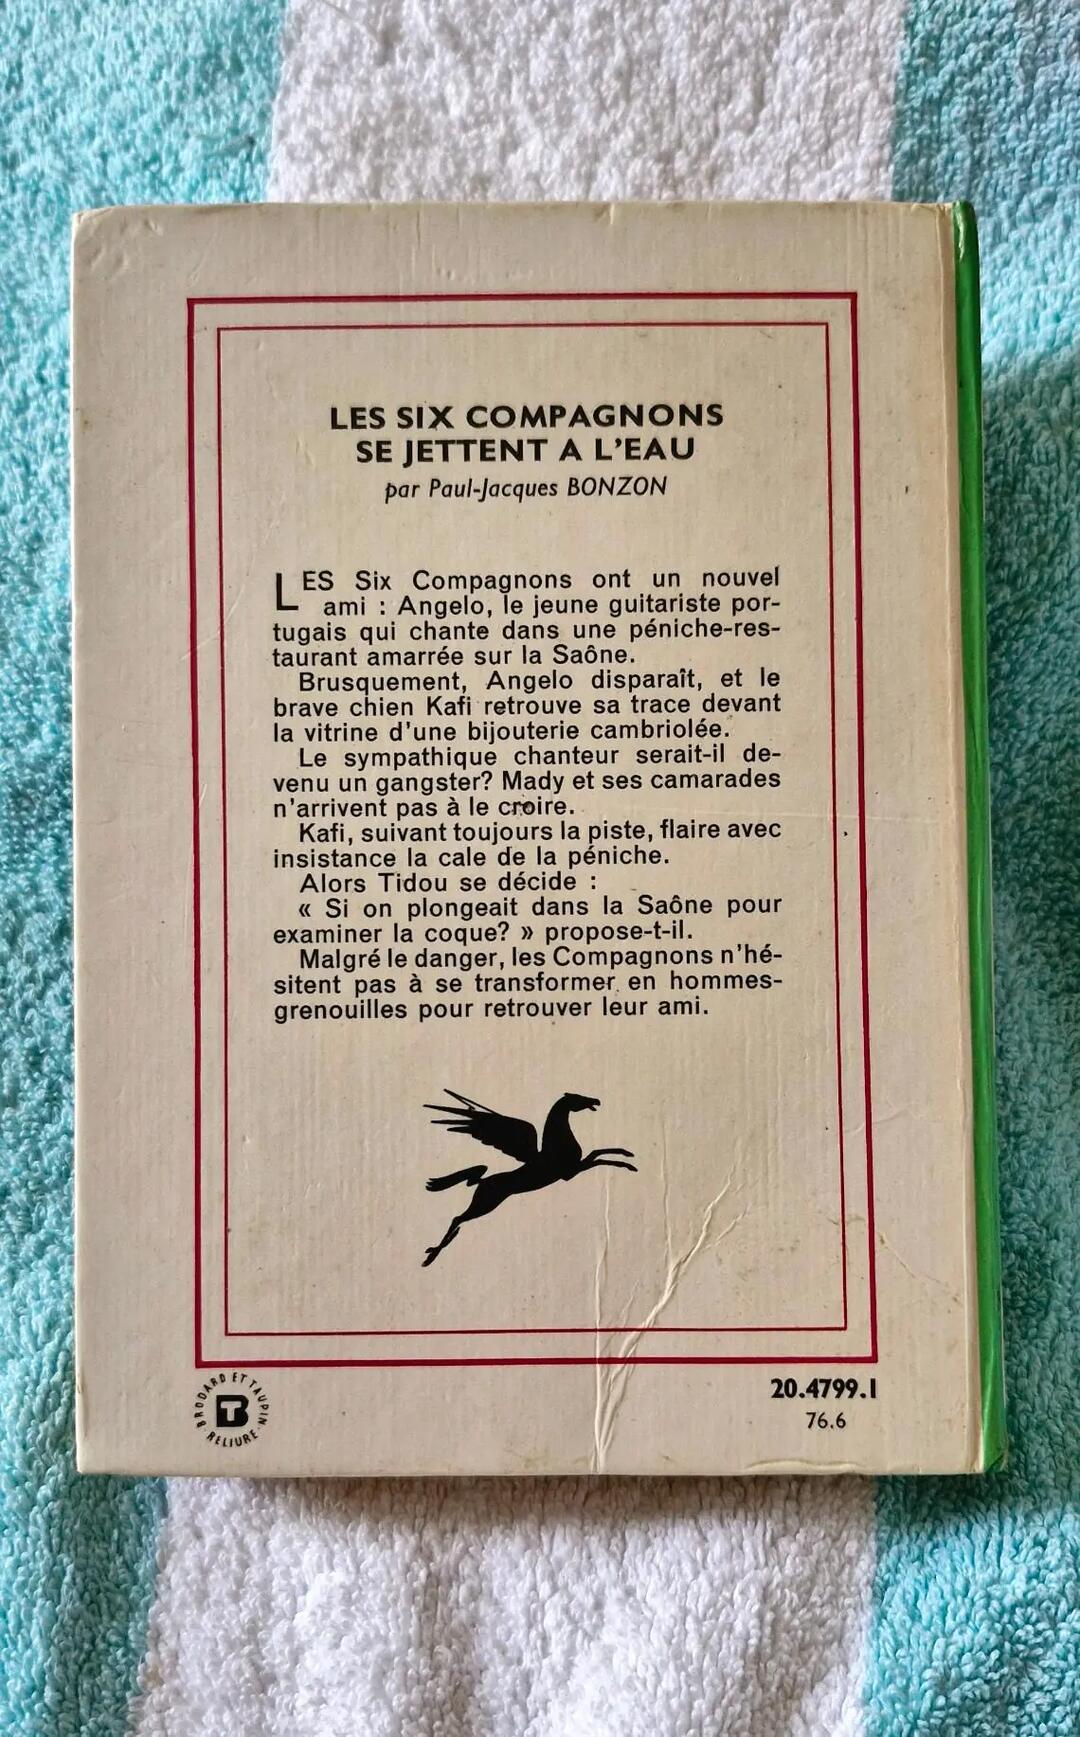 LES SIX COMPAGNONS
SE JETTENT A L'EAU
par Paul-Jacques BONZON
LES Six Compagnons ont un nouvel
ami : Angelo, le jeune guitariste por-
tugais qui chante dans une péniche-res-
taurant amarrée sur la Saône.
Brusquement, Angelo disparaît, et le
brave chien Kafi retrouve sa trace devant
la vitrine d'une bijouterie cambriolée.
Le sympathique chanteur serait-il de-
venu un gangster? Mady et ses camarades
n'arrivent pas à le croire.
Kafi, suivant toujours la piste, flaire avec
insistance la cale de la péniche.
Alors Tidou se décide :
« Si on plongeait dans la Saône pour
examiner la coque? » propose-t-il.
Malgré le danger, les Compagnons n'hé-
sitent pas à se transformer en hommes-
grenouilles pour retrouver leur ami.
BRODARD ET TAUPIN
BT
RELIURE
20.4799.1
76.6